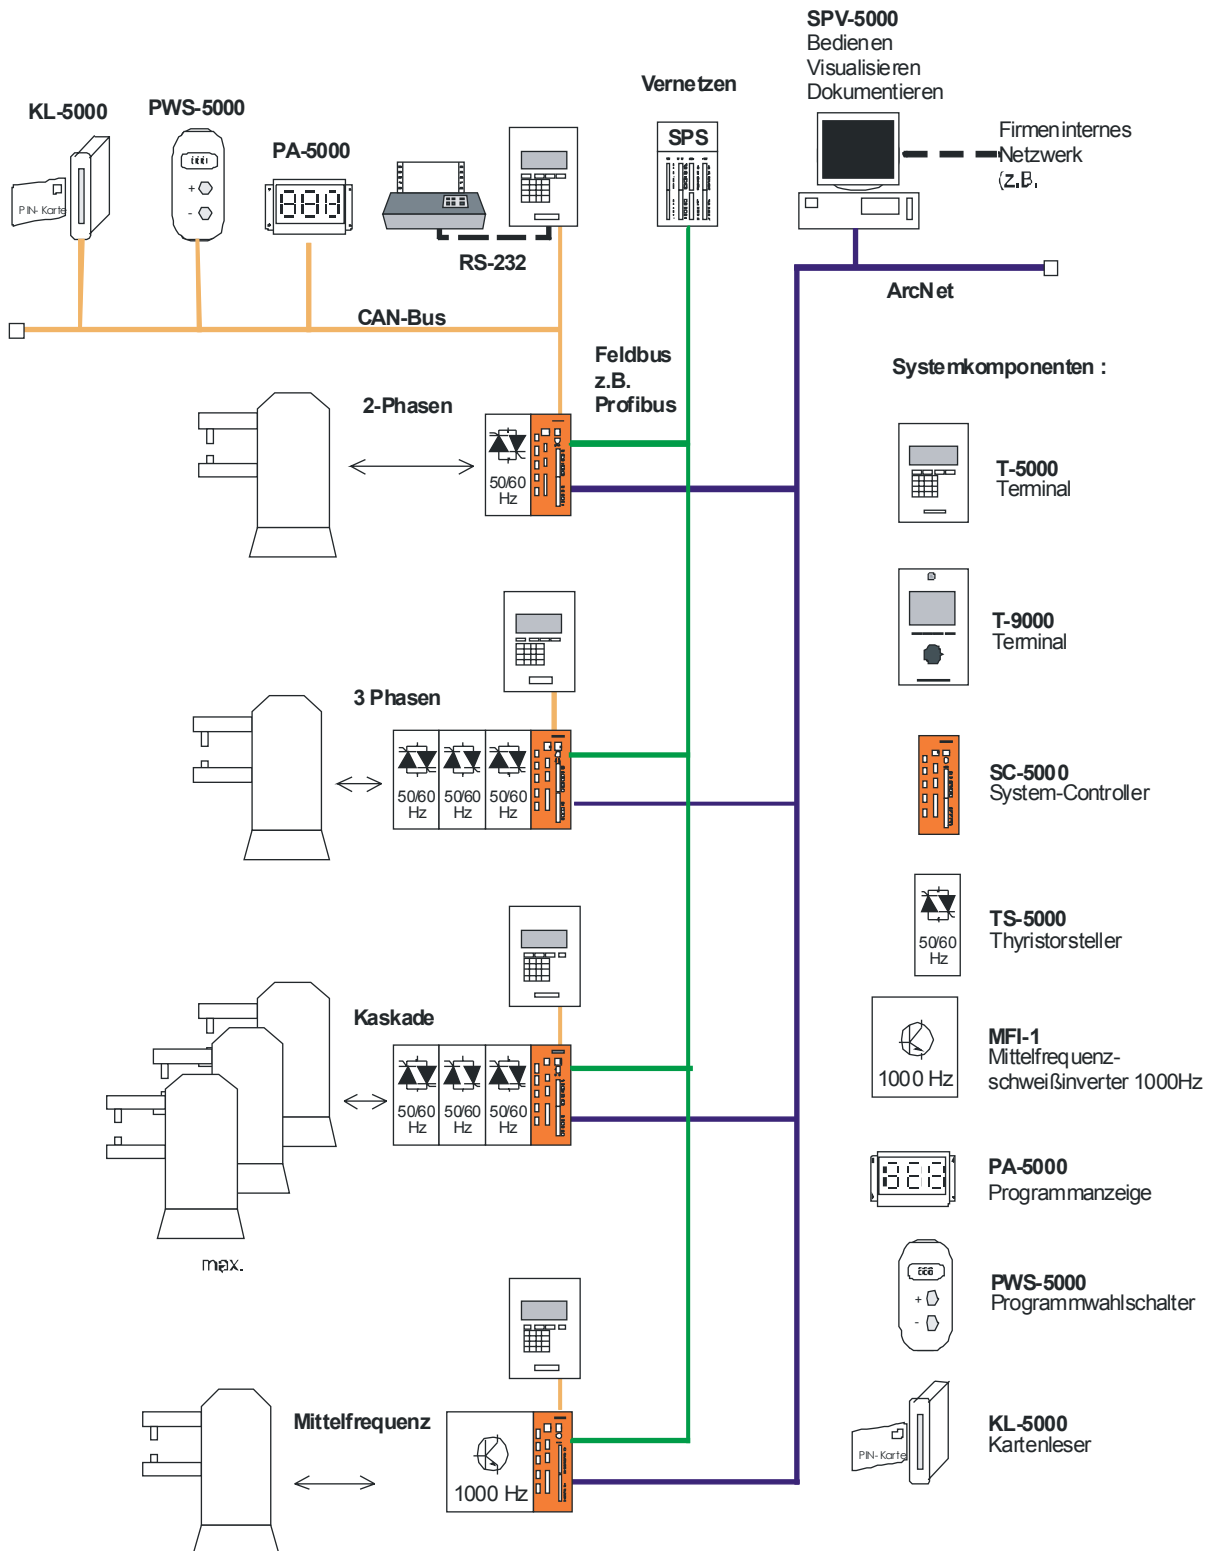 SPV-5000
Bedienen
Visualisieren
Dokumentieren
Vernetzen
KL-5000
PWS-5000
PA-5000
SPS
Firmeninternes
Netzwerk
(z.B.
PIN-Karte
+
-
RS-232
ArcNet
CAN-Bus
Feldbus
z.B.
Profibus
Systemkomponenten :
2-Phasen
50/60
Hz
T-5000
Terminal
T-9000
Terminal
3 Phasen
50/60
Hz
50/60
Hz
50/60
Hz
SC-5000
System-Controller
TS-5000
Thyristorsteller
50/60
Hz
Kaskade
50/60
Hz
50/60
Hz
50/60
Hz
MFI-1
Mittelfrequenz-
schweißinverter 1000Hz
1000 Hz
PA-5000
Programmanzeige
max.
PWS-5000
Programmwahlschalter
+
-
Mittelfrequenz
1000 Hz
KL-5000
Kartenleser
PIN-Karte